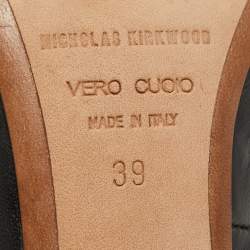 NICHOLAS KIRKWOOD
VERO CUOIO
MADE IN ITALY
39